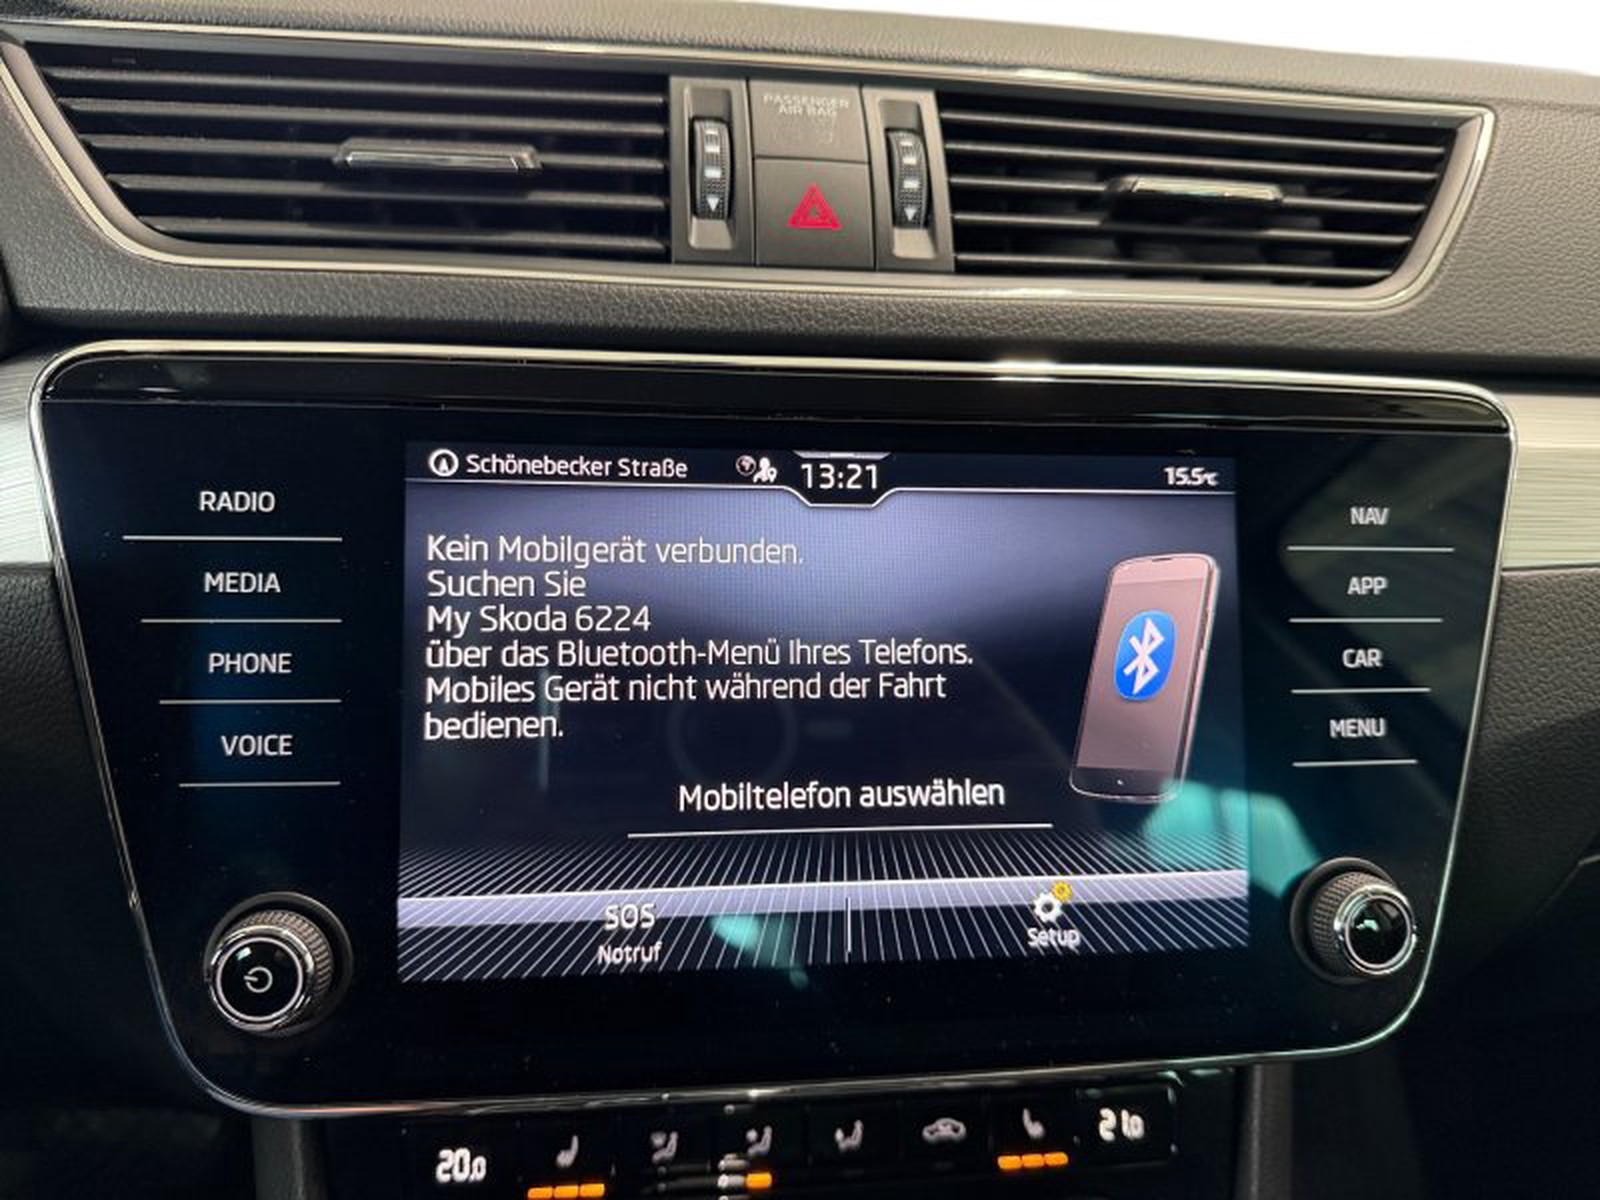 PASSENGER
AIR BAG
Schönebecker Straße
13:21
15.5°C
RADIO
MEDIA
PHONE
VOICE
Kein Mobilgerät verbunden.
Suchen Sie
My Skoda 6224
über das Bluetooth-Menü Ihres Telefons.
Mobiles Gerät nicht während der Fahrt
bedienen.
Mobiltelefon auswählen
SOS
Notruf
Setup
NAV
APP
CAR
MENU
20.0
21.0